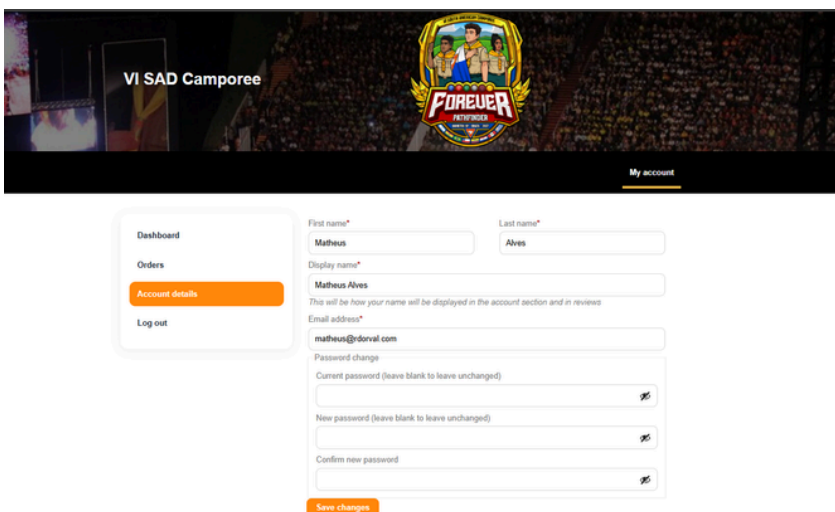 VI SAD Camporee
FOREVER
PATHFINDER
My account
Dashboard
Orders
Account details
Log out
First name*
Last name*
Matheus
Alves
Display name*
Matheus Alves
This will be how your name will be displayed in the account section and in reviews
Email address*
matheus@rdorval.com
Password change
Current password (leave blank to leave unchanged)
New password (leave blank to leave unchanged)
Confirm new password
Save changes